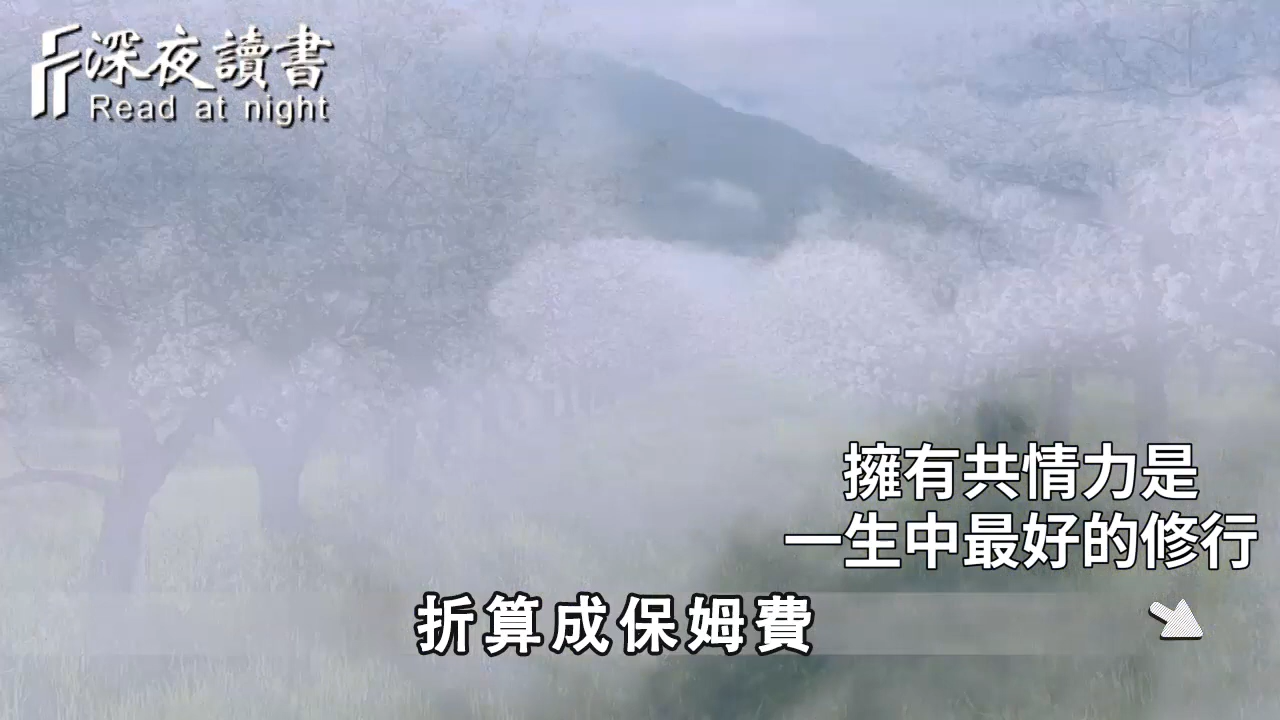 深夜讀書
Read at night
擁有共情力是
一生中最好的修行
折算成保姆費